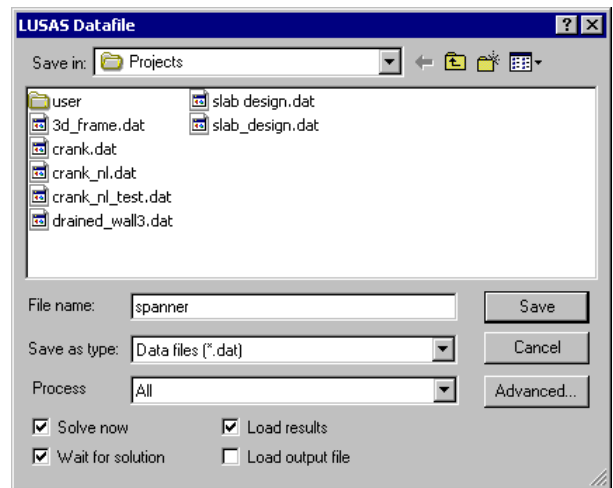 LUSAS Datafile
Save in: Projects
user
3d_frame.dat
crank.dat
crank_nl.dat
crank_nl_test.dat
drained_wall3.dat
slab design.dat
slab_design.dat
File name: spanner Save
Save as type: Data files (*.dat) Cancel
Process All Advanced...
Solve now Load results
Wait for solution Load output file